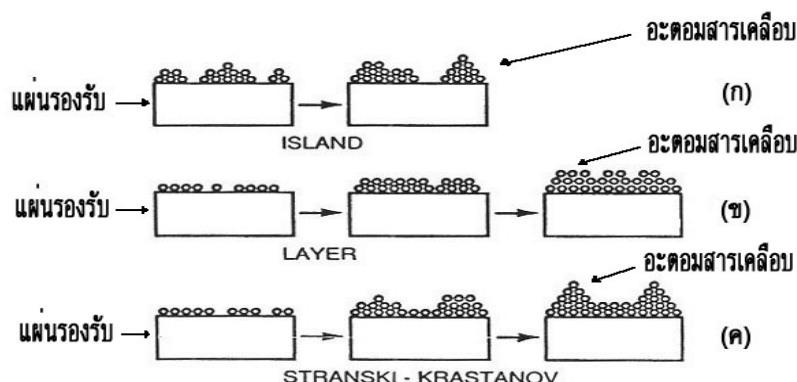 อะตอมสารเคลือบ
แผ่นรองรับ
(ก)
ISLAND
อะตอมสารเคลือบ
แผ่นรองรับ
(ข)
LAYER
อะตอมสารเคลือบ
แผ่นรองรับ
(ค)
STRANSKI - KRASTANOV